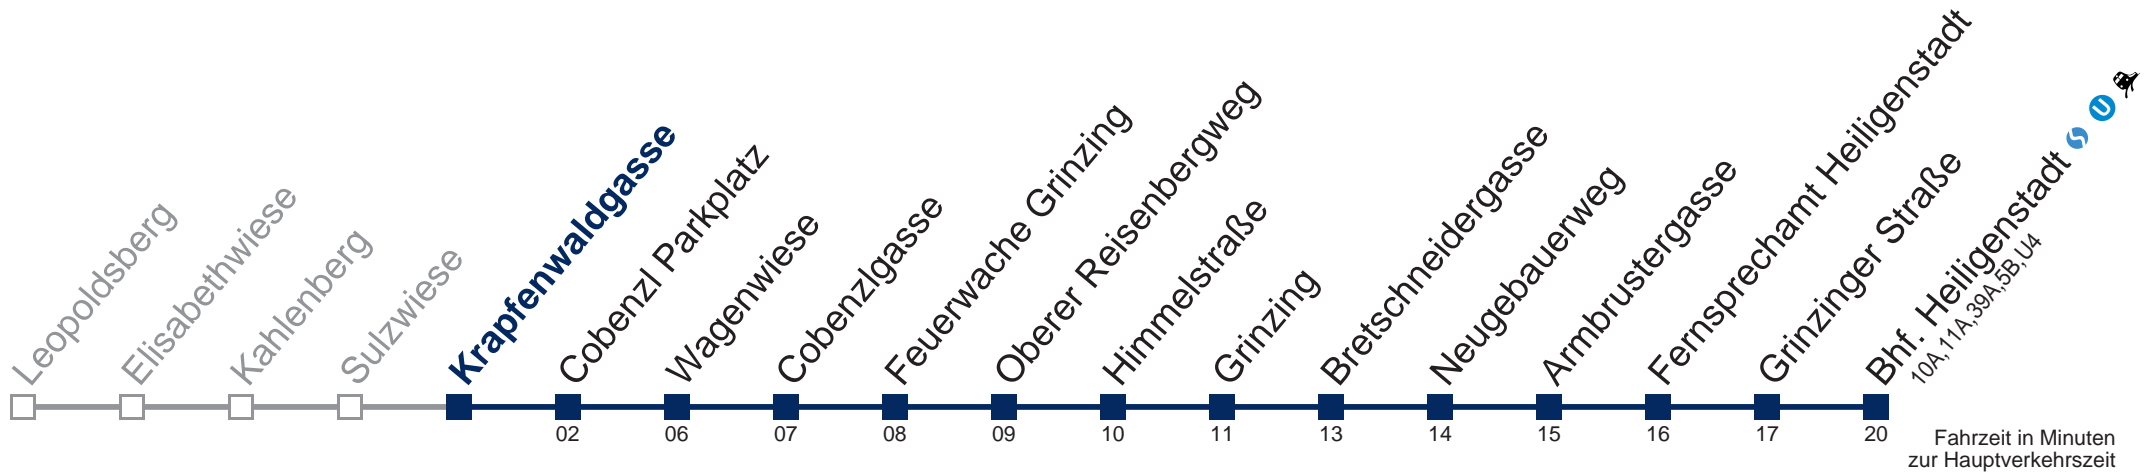 Leopoldsberg
Elisabethwiese
Kahlenberg
Sulzwiese
Krapfenwaldgasse
Cobenzl Parkplatz
Wagenwiese
Cobenzlgasse
Feuerwache Grinzing
Oberer Reisenbergweg
Himmelstraße
Grinzing
Bretschneidergasse
Neugebauerweg
Armbrustergasse
Fernsprechamt Heiligenstadt
Grinzinger Straße
Bhf. Heiligenstadt S U
10A,11A,39A,5B,U4
02 06 07 08 09 10 11 13 14 15 16 17 20
Fahrzeit in Minuten
zur Hauptverkehrszeit